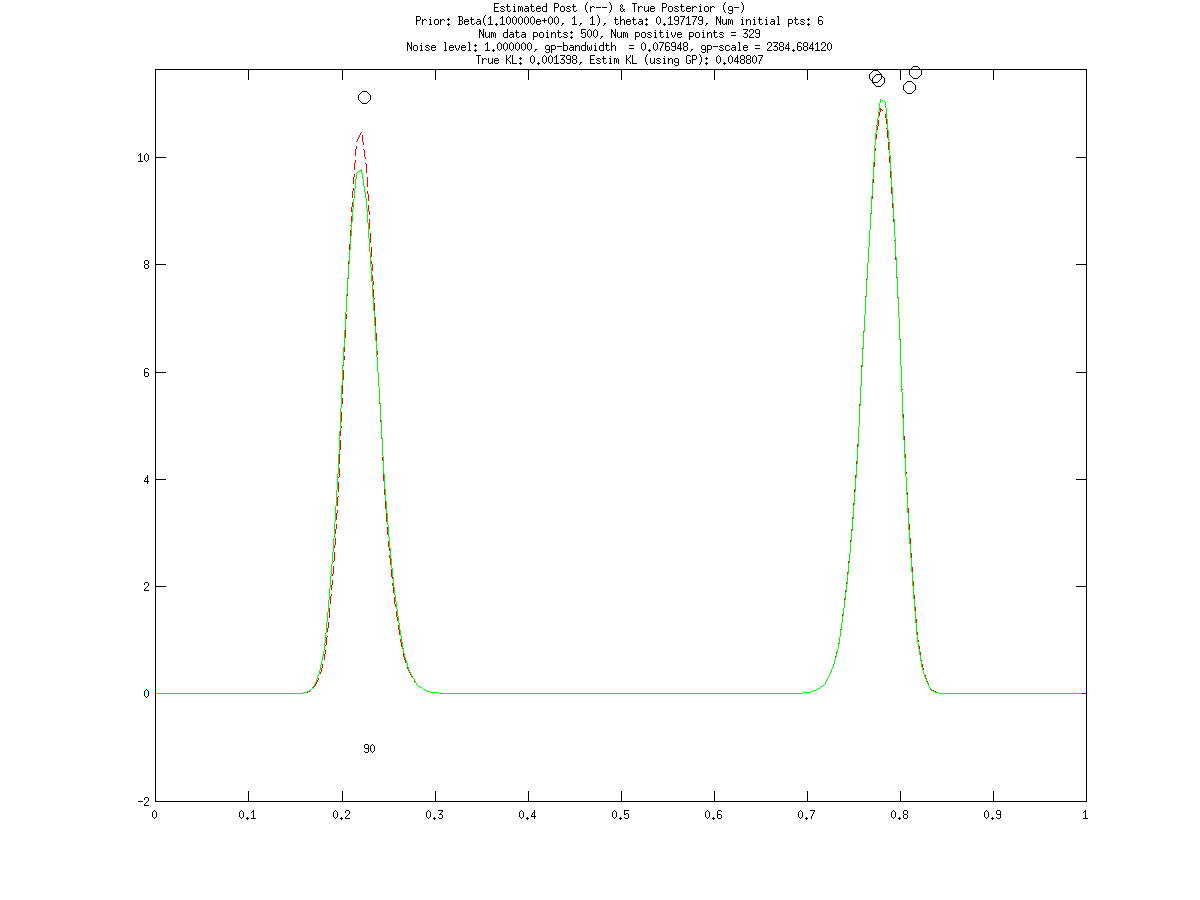 Estimated Post (r--) & True Posterior (g-)
Prior: Beta(1.100000e+00, 1, 1), theta: 0.197179, Num initial pts: 6
Num data points: 500, Num positive points = 329
Noise level: 1.000000, gp-bandwidth  = 0.076948, gp-scale = 2384.684120
True KL: 0.001398, Estim KL (using GP): 0.048807
10
8
6
4
2
0
90
-2
0 0.1 0.2 0.3 0.4 0.5 0.6 0.7 0.8 0.9 1